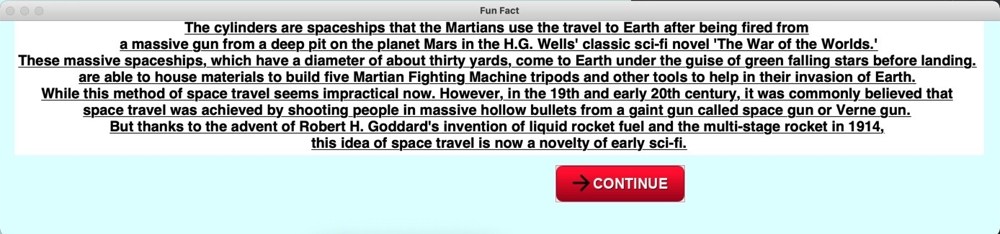 Fun Fact
The cylinders are spaceships that the Martians use the travel to Earth after being fired from
a massive gun from a deep pit on the planet Mars in the H.G. Wells' classic sci-fi novel 'The War of the Worlds.'
These massive spaceships, which have a diameter of about thirty yards, come to Earth under the guise of green falling stars before landing.
are able to house materials to build five Martian Fighting Machine tripods and other tools to help in their invasion of Earth.
While this method of space travel seems impractical now. However, in the 19th and early 20th century, it was commonly believed that
space travel was achieved by shooting people in massive hollow bullets from a gaint gun called space gun or Verne gun.
But thanks to the advent of Robert H. Goddard's invention of liquid rocket fuel and the multi-stage rocket in 1914,
this idea of space travel is now a novelty of early sci-fi.
CONTINUE